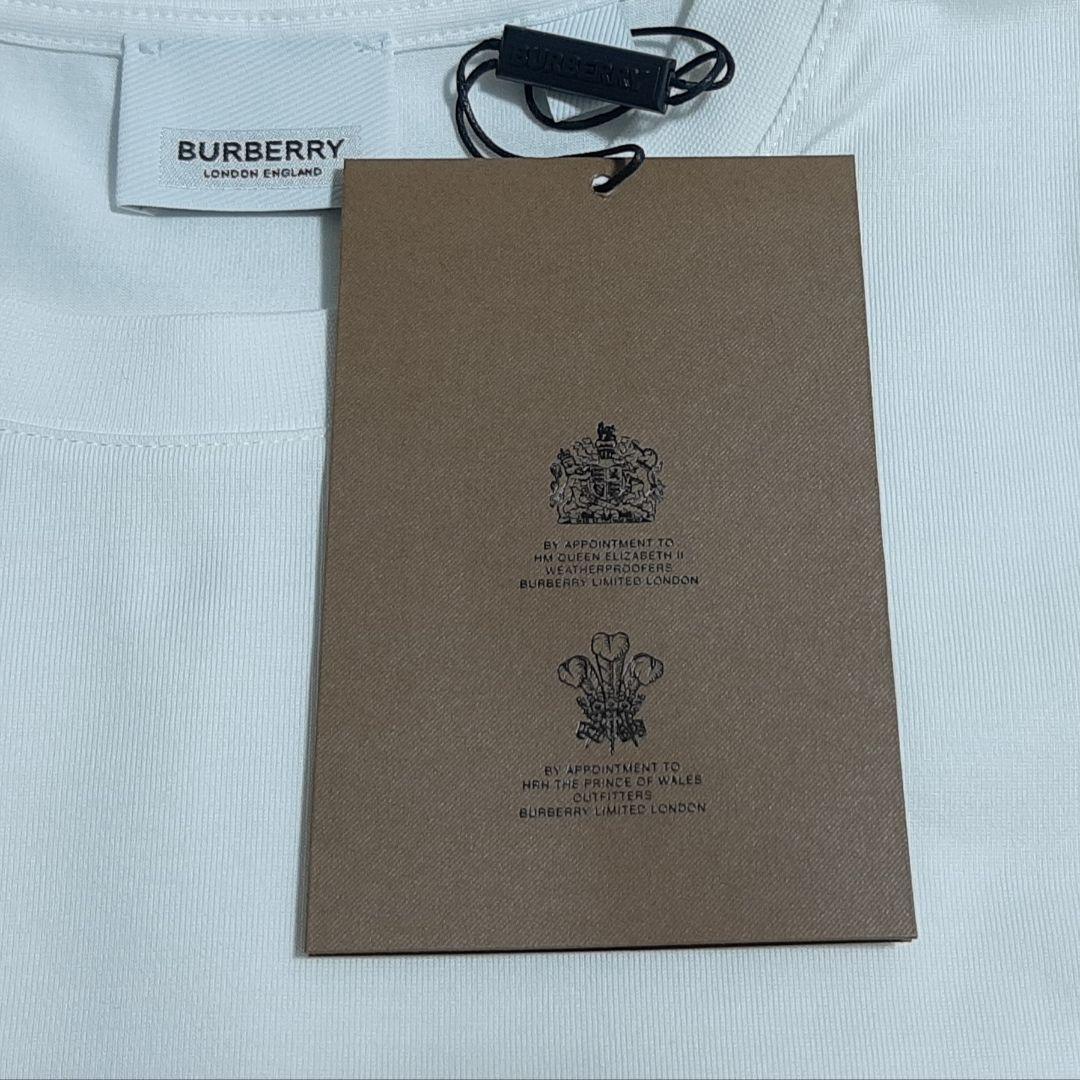 BURBERRY
BURBERRY
LONDON ENGLAND
BY APPOINTMENT TO
HM QUEEN ELIZABETH II
WEATHERPROOFERS
BURBERRY LIMITED LONDON
BY APPOINTMENT TO
HRH THE PRINCE OF WALES
OUTFITTERS
BURBERRY LIMITED LONDON